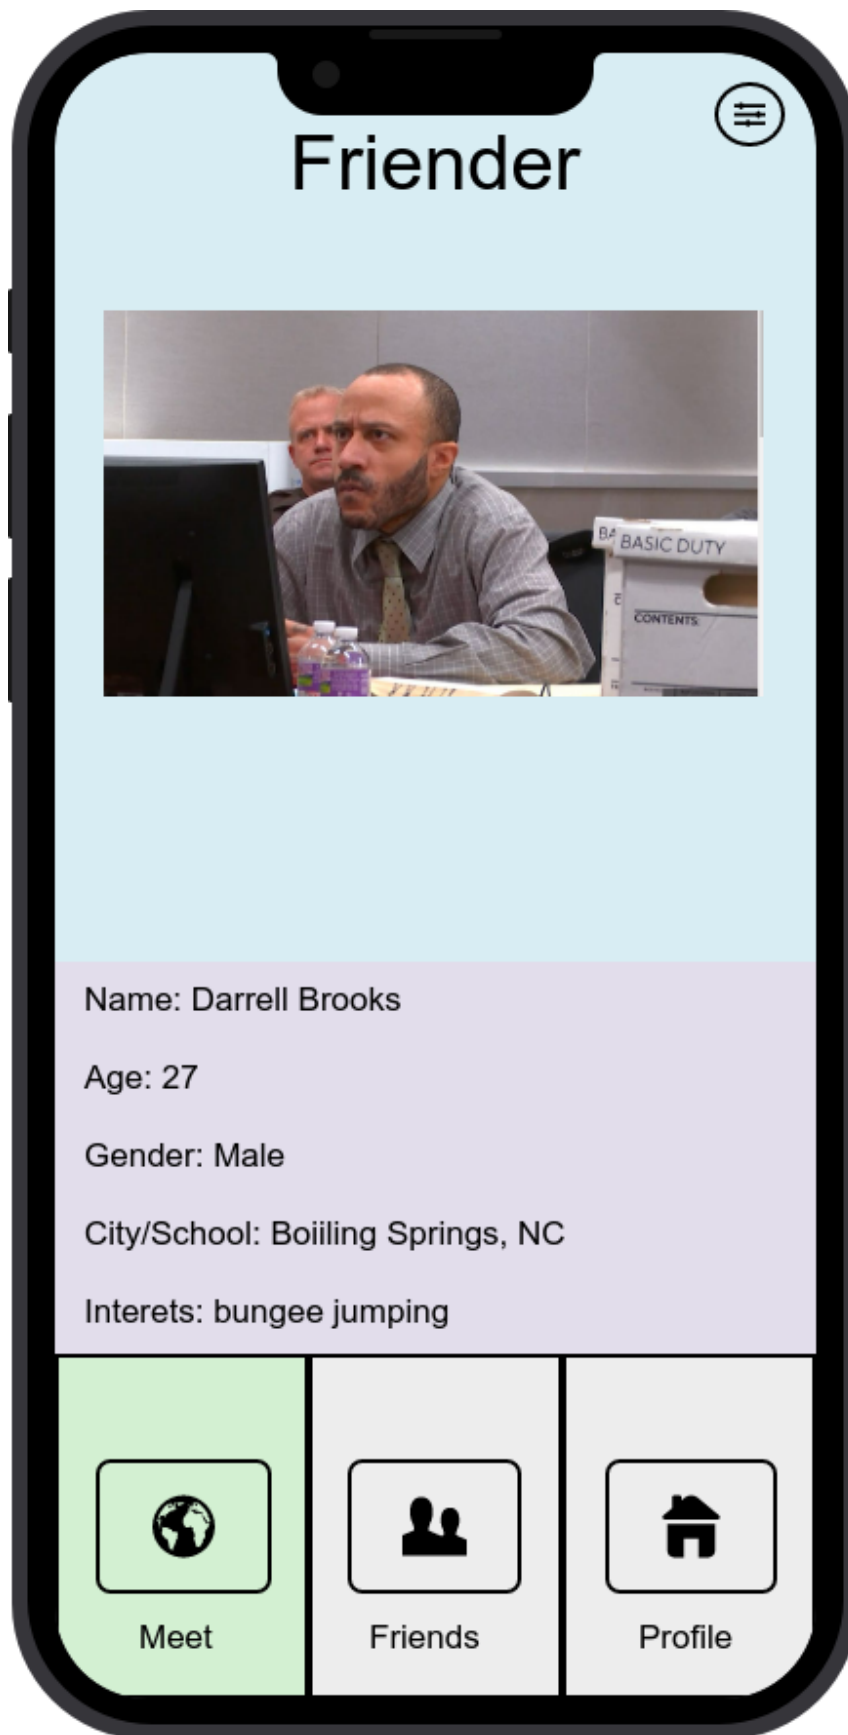 Friender
BA
BASIC DUTY
CONTENTS:
Name: Darrell Brooks
Age: 27
Gender: Male
City/School: Boiiling Springs, NC
Interets: bungee jumping
Meet
Friends
Profile